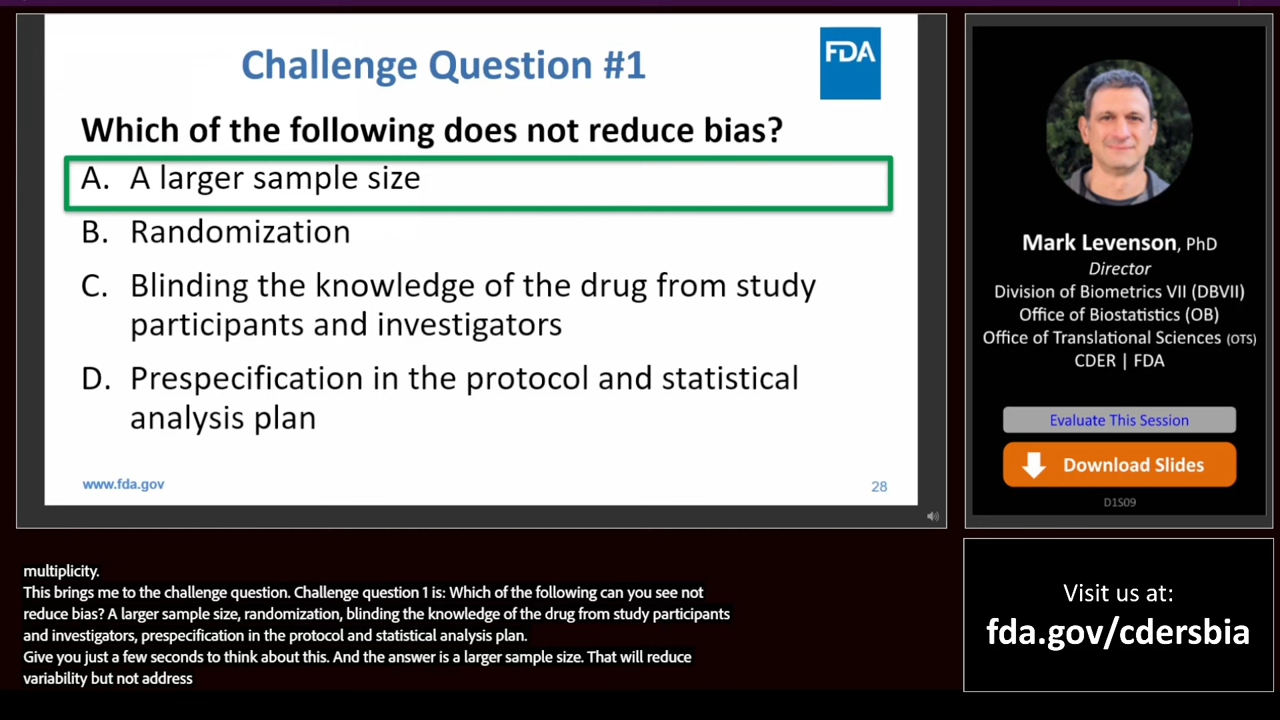 Challenge Question #1
FDA
Which of the following does not reduce bias?
A. A larger sample size
B. Randomization
C. Blinding the knowledge of the drug from study
participants and investigators
D. Prespecification in the protocol and statistical
analysis plan
www.fda.gov
28
Mark Levenson, PhD
Director
Division of Biometrics VII (DBVII)
Office of Biostatistics (OB)
Office of Translational Sciences (OTS)
CDER | FDA
Evaluate This Session
Download Slides
D1S09
multiplicity.
This brings me to the challenge question. Challenge question 1 is: Which of the following can you see not
reduce bias? A larger sample size, randomization, blinding the knowledge of the drug from study participants
and investigators, prespecification in the protocol and statistical analysis plan.
Give you just a few seconds to think about this. And the answer is a larger sample size. That will reduce
variability but not address
Visit us at:
fda.gov/cdersbia